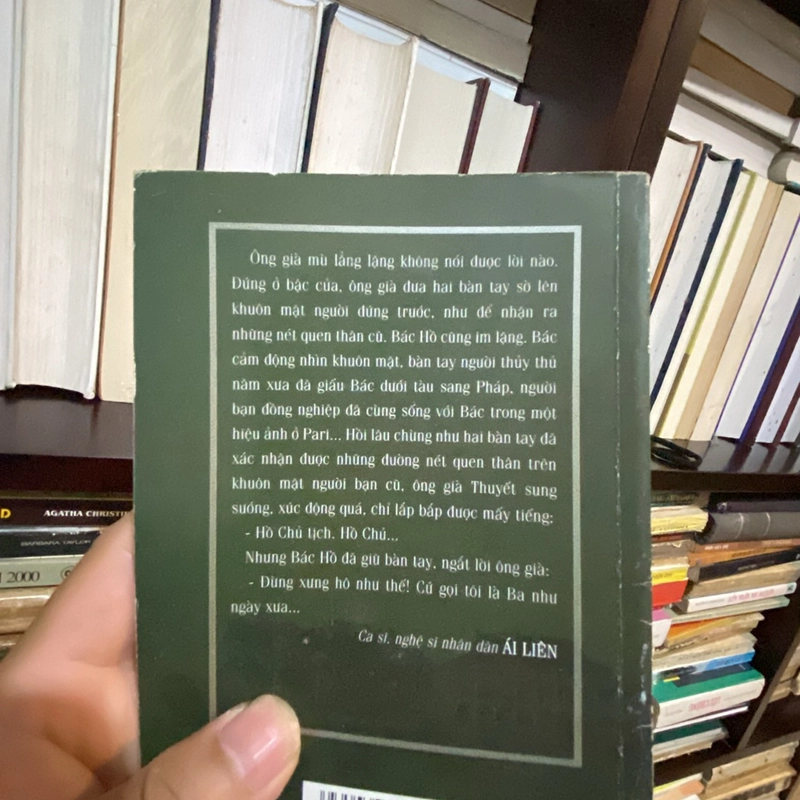 Ông già mù lẳng lặng không nói được lời nào.
Đứng ở bậc cửa, ông già đưa hai bàn tay sờ lên
khuôn mặt người đứng trước, như để nhận ra
những nét quen thân cũ. Bác Hồ cũng im lặng. Bác
cảm động nhìn khuôn mặt, bàn tay người thủy thủ
năm xưa đã giấu Bác dưới tàu sang Pháp, người
bạn đồng nghiệp đã cùng sống với Bác trong một
hiệu ảnh ở Pari... Hồi lâu chừng như hai bàn tay đã
xác nhận được những đường nét quen thân trên
khuôn mặt người bạn cũ, ông già Thuyết sung
sướng, xúc động quá, chỉ lắp bắp được mấy tiếng:
- Hồ Chủ tịch. Hồ Chủ...
Nhưng Bác Hồ đã giữ bàn tay, ngắt lời ông già:
- Đừng xưng hô như thế! Cứ gọi tôi là Ba như
ngày xưa...
Ca sĩ, nghệ sĩ nhân dân ÁI LIÊN
AGATHA CHRISTI
2000